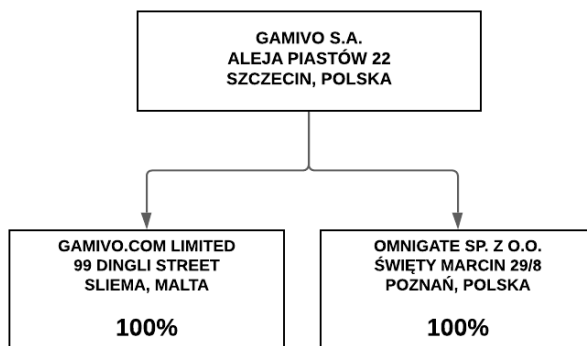 GAMIVO S.A.
ALEJA PIASTÓW 22
SZCZECIN, POLSKA
GAMIVO.COM LIMITED
99 DINGLI STREET
SLIEMA, MALTA
100%
OMNIGATE SP. Z O.O.
ŚWIĘTY MARCIN 29/8
POZNAŃ, POLSKA
100%